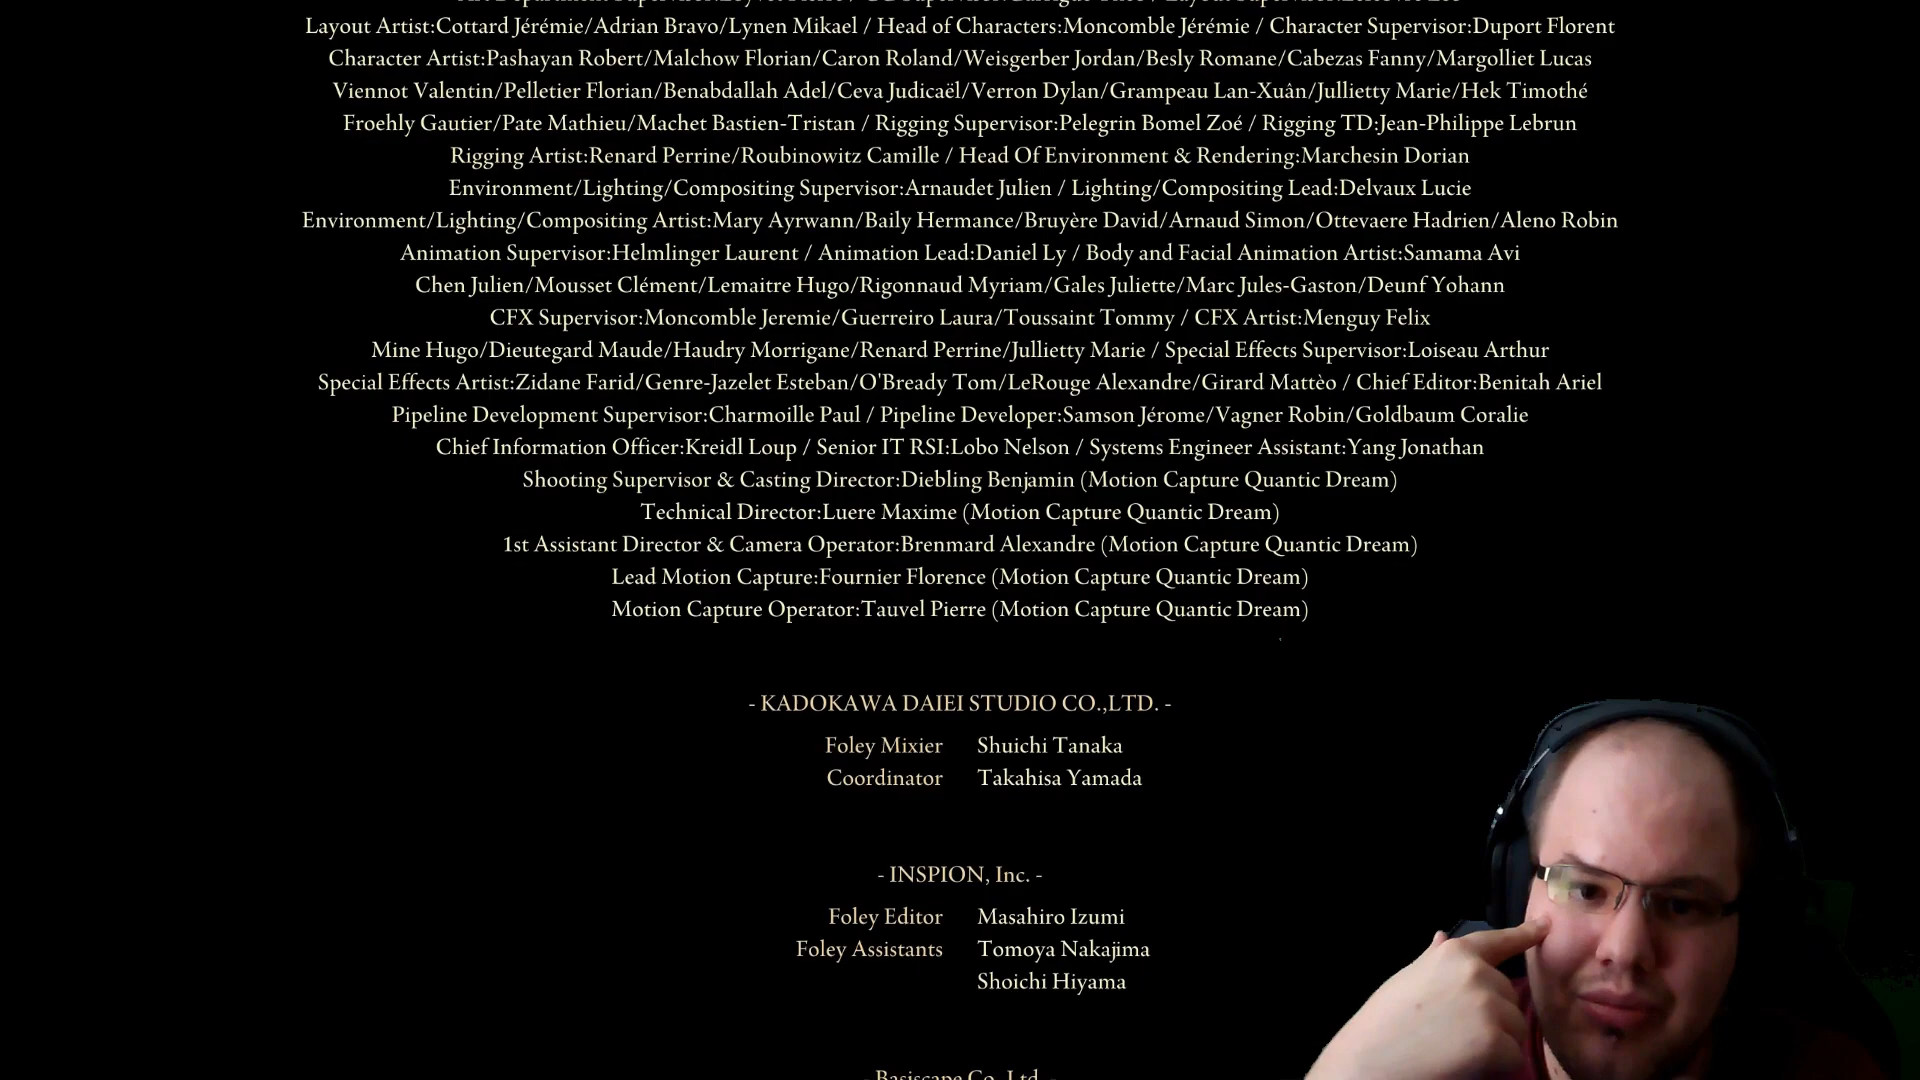 Art Department Supervisor:
Layout Artist:Cottard Jérémie/Adrian Bravo/Lynen Mikael / Head of Characters:Moncomble Jérémie / Character Supervisor:Duport Florent
Character Artist:Pashayan Robert/Malchow Florian/Caron Roland/Weisgerber Jordan/Besly Romane/Cabezas Fanny/Margolliet Lucas
Viennot Valentin/Pelletier Florian/Benabdallah Adel/Ceva Judicaël/Verron Dylan/Grampeau Lan-Xuân/Jullietty Marie/Hek Timothé
Froehly Gautier/Pate Mathieu/Machet Bastien-Tristan / Rigging Supervisor:Pelegrin Bomel Zoé / Rigging TD:Jean-Philippe Lebrun
Rigging Artist:Renard Perrine/Roubinowitz Camille / Head Of Environment & Rendering:Marchesin Dorian
Environment/Lighting/Compositing Supervisor:Arnaudet Julien / Lighting/Compositing Lead:Delvaux Lucie
Environment/Lighting/Compositing Artist:Mary Ayrwann/Baily Hermance/Bruyère David/Arnaud Simon/Ottevaere Hadrien/Aleno Robin
Animation Supervisor:Helmlinger Laurent / Animation Lead:Daniel Ly / Body and Facial Animation Artist:Samama Avi
Chen Julien/Mousset Clément/Lemaitre Hugo/Rigonnaud Myriam/Gales Juliette/Marc Jules-Gaston/Deunf Yohann
CFX Supervisor:Moncomble Jeremie/Guerreiro Laura/Toussaint Tommy / CFX Artist:Menguy Felix
Mine Hugo/Dieutegard Maude/Haudry Morrigane/Renard Perrine/Jullietty Marie / Special Effects Supervisor:Loiseau Arthur
Special Effects Artist:Zidane Farid/Genre-Jazelet Esteban/O'Bready Tom/LeRouge Alexandre/Girard Mattèo / Chief Editor:Benitah Ariel
Pipeline Development Supervisor:Charmoille Paul / Pipeline Developer:Samson Jérome/Vagner Robin/Goldbaum Coralie
Chief Information Officer:Kreidl Loup / Senior IT RSI:Lobo Nelson / Systems Engineer Assistant:Yang Jonathan
Shooting Supervisor & Casting Director:Diebling Benjamin (Motion Capture Quantic Dream)
Technical Director:Luere Maxime (Motion Capture Quantic Dream)
1st Assistant Director & Camera Operator:Brenmard Alexandre (Motion Capture Quantic Dream)
Lead Motion Capture:Fournier Florence (Motion Capture Quantic Dream)
Motion Capture Operator:Tauvel Pierre (Motion Capture Quantic Dream)
- KADOKAWA DAIEI STUDIO CO.,LTD. -
Foley Mixier Shuichi Tanaka
Coordinator Takahisa Yamada
- INSPION, Inc. -
Foley Editor Masahiro Izumi
Foley Assistants Tomoya Nakajima
Shoichi Hiyama
- Basiscape Co.,Ltd. -